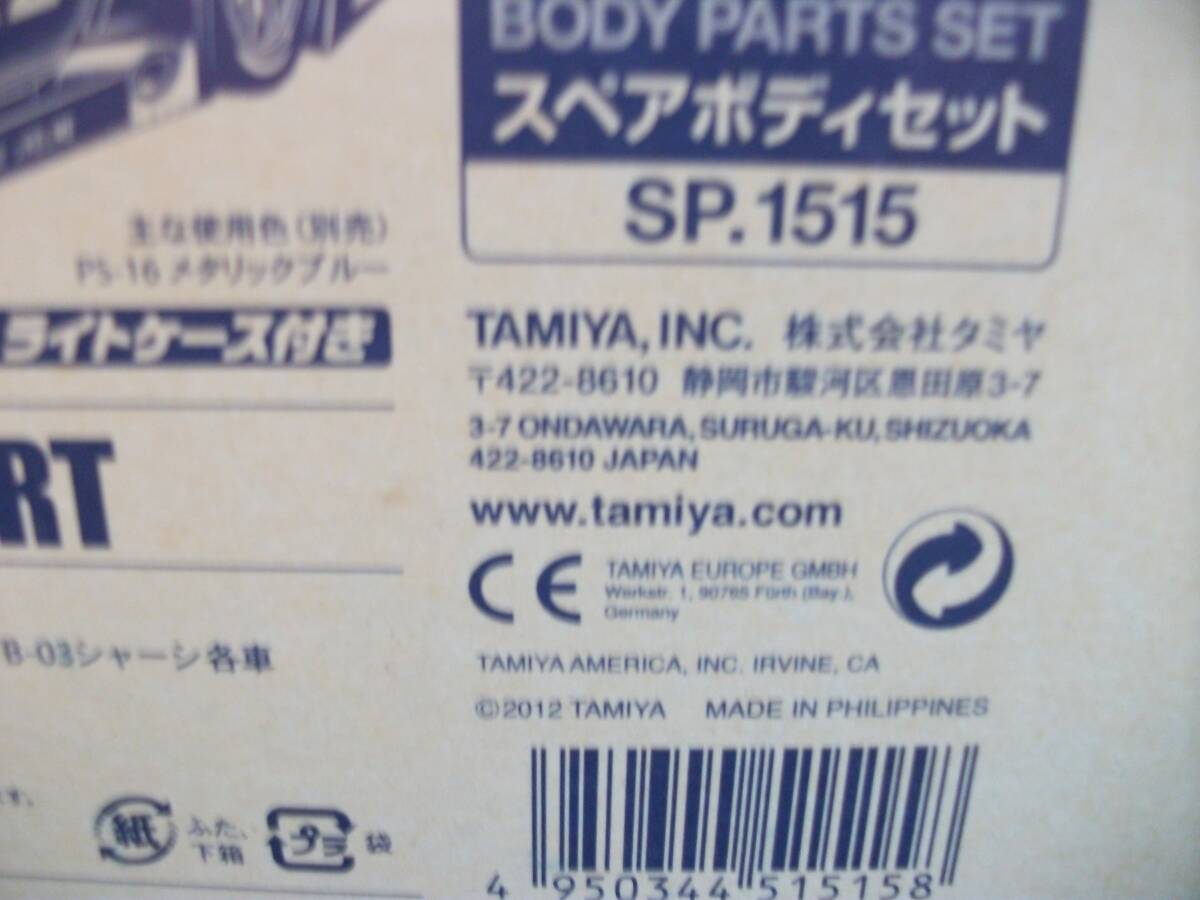 主な使用色(別売)
PS-16 メタリックブルー
ライトケース付き
RT
B-03シャーシ各車
ます。
紙
ふた、
下箱
プラ
袋
BODY PARTS SET
スペアボディセット
SP.1515
TAMIYA, INC. 株式会社タミヤ
〒422-8610 静岡市駿河区恩田原3-7
3-7 ONDAWARA, SURUGA-KU, SHIZUOKA
422-8610 JAPAN
www.tamiya.com
CE
TAMIYA EUROPE GMBH
Werkstr. 1, 90765 Fürth (Bay.),
Germany
TAMIYA AMERICA, INC. IRVINE, CA
©2012 TAMIYA MADE IN PHILIPPINES
4 950344 515158